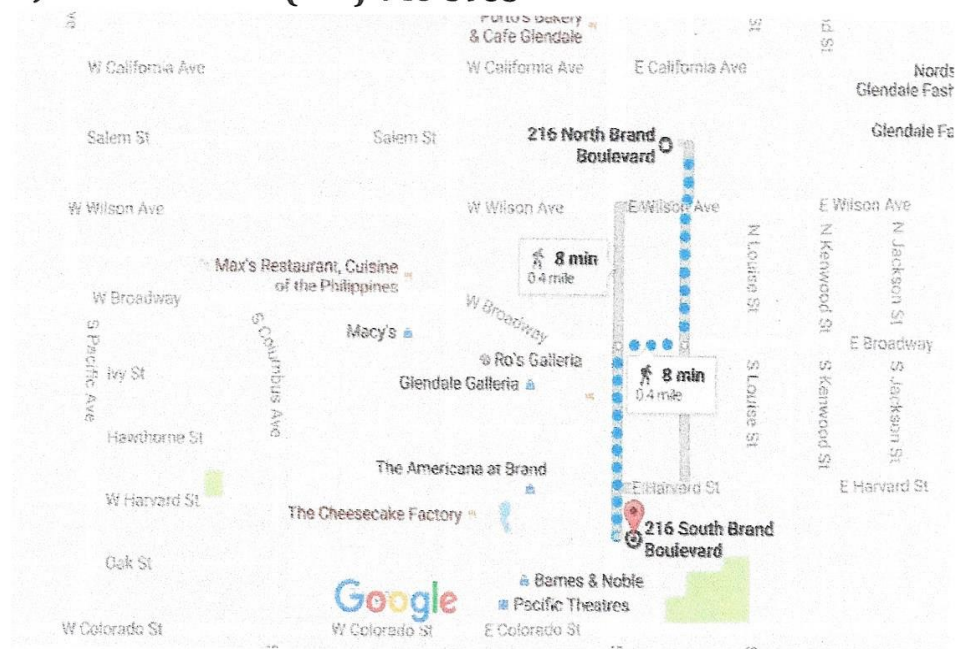 Porto's Bakery
& Cafe Glendale
W California Ave
W California Ave
E California Ave
Nords
Glendale Fash
Salem St
Salem St
216 North Brand
Boulevard
Glendale Fa
W Wilson Ave
W Wilson Ave
E Wilson Ave
E Wilson Ave
N Louise St
N Kenwood St
N Jackson St
8 min
0.4 mile
Max's Restaurant, Cuisine
of the Philippines
W Broadway
W Broadway
S Pacific Ave
S Columbus Ave
Macy's
E Broadway
Ro's Galleria
Ivy St
Glendale Galleria
8 min
0.4 mile
S Louise St
S Kenwood St
S Jackson St
Hawthorne St
The Americana at Brand
E Harvard St
E Harvard St
W Harvard St
The Cheesecake Factory
216 South Brand
Boulevard
Oak St
Barnes & Noble
Google
Pacific Theatres
W Colorado St
W Colorado St
E Colorado St